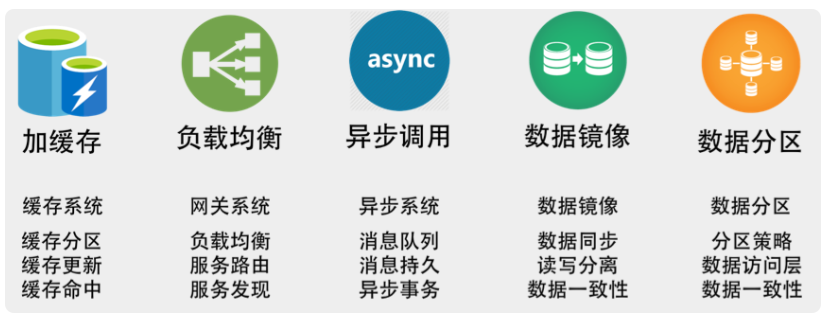 async
加缓存
负载均衡
异步调用
数据镜像
数据分区
缓存系统
网关系统
异步系统
数据镜像
数据分区
缓存分区
负载均衡
消息队列
数据同步
分区策略
缓存更新
服务路由
消息持久
读写分离
数据访问层
缓存命中
服务发现
异步事务
数据一致性
数据一致性